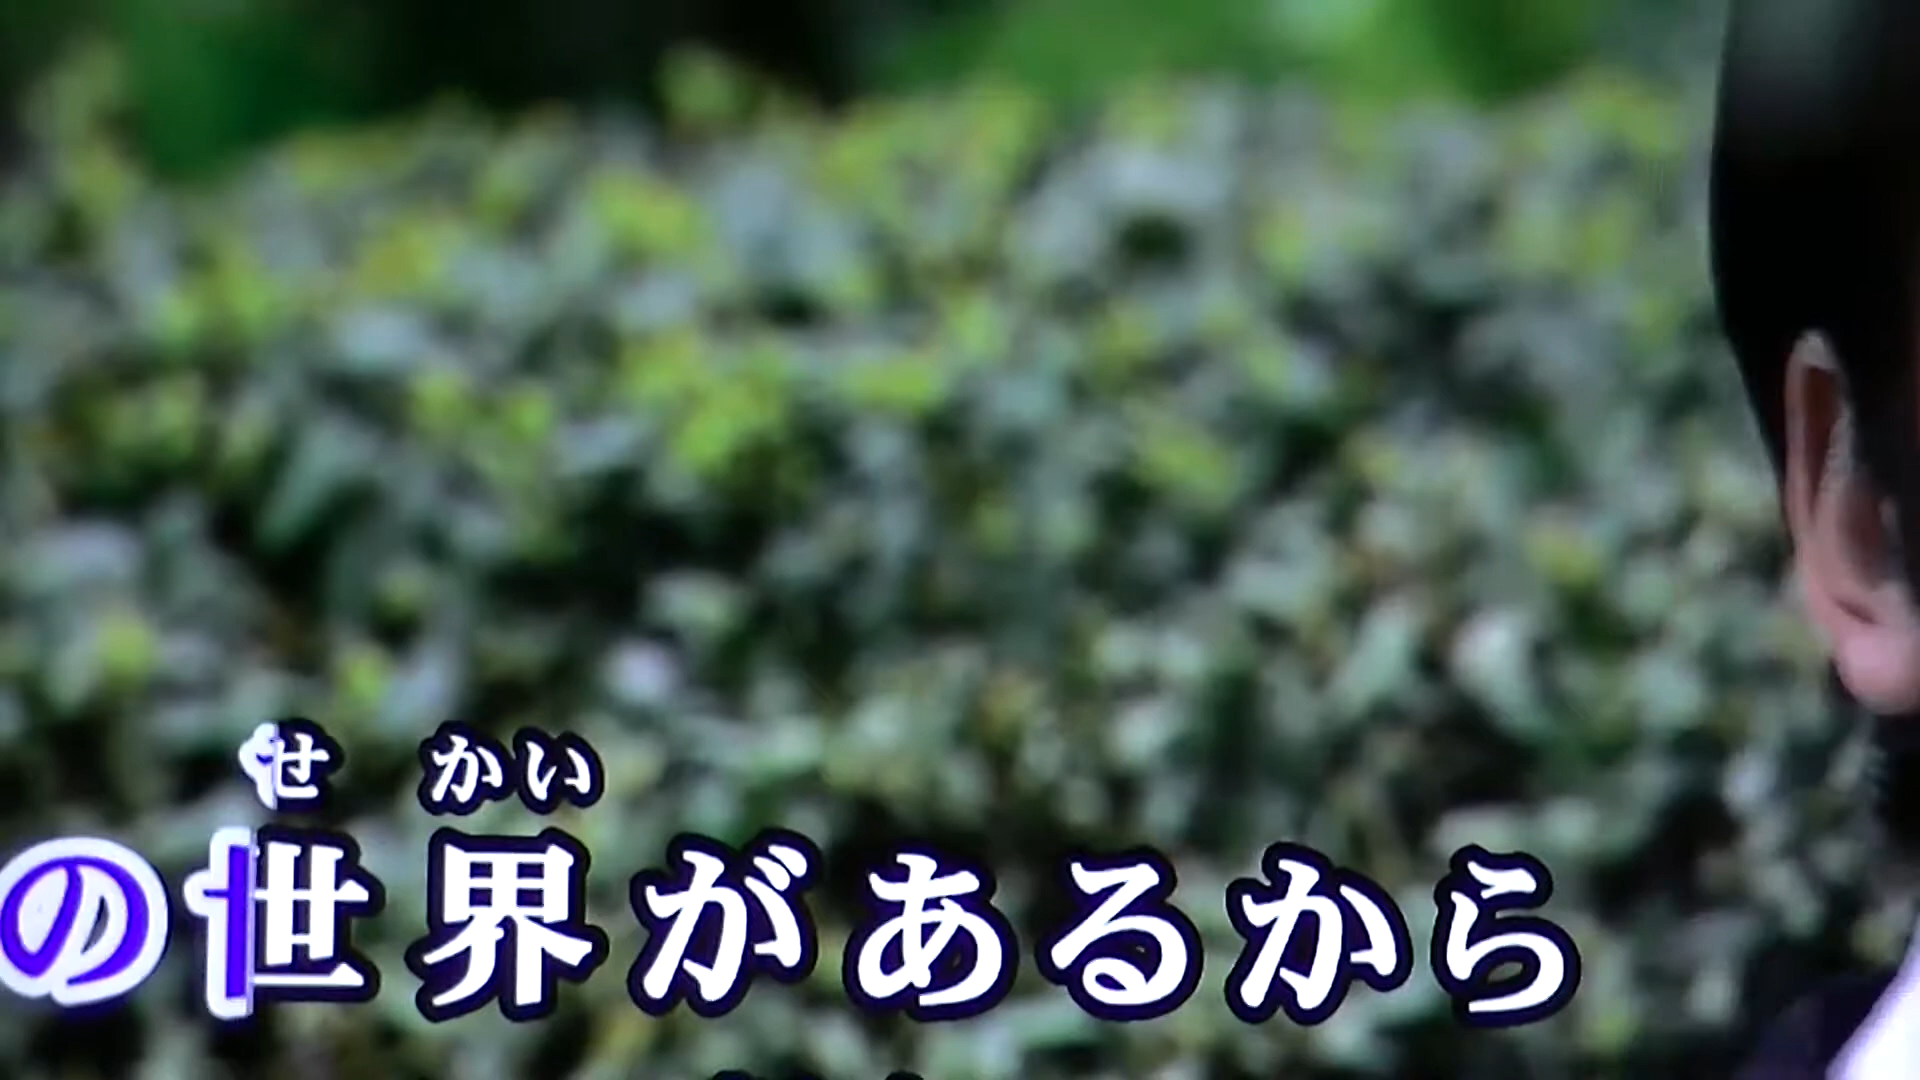 せ かい
の世界があるから